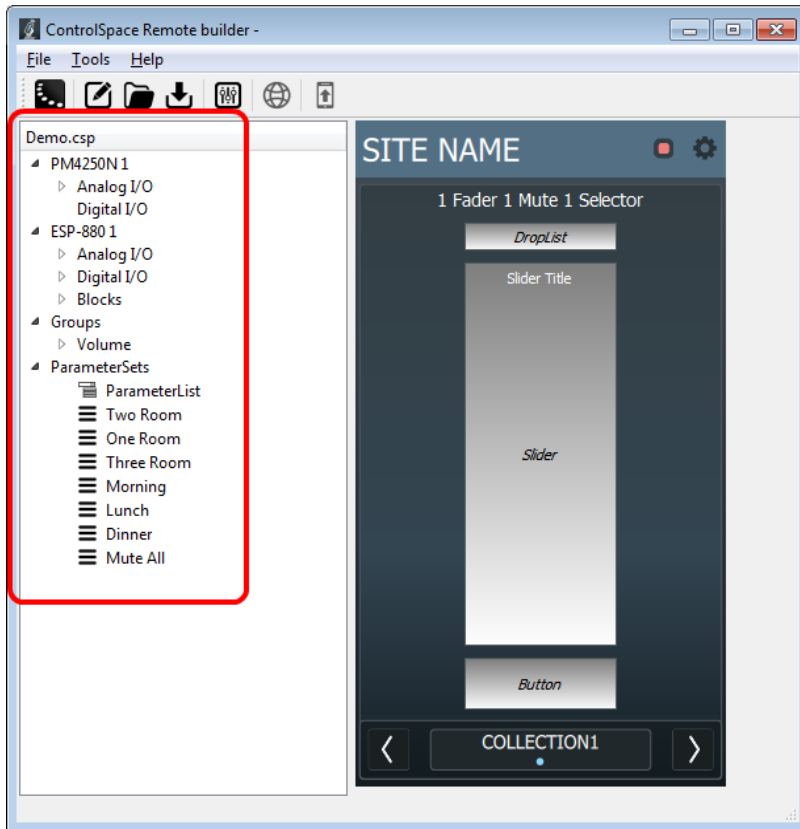 ControlSpace Remote builder -
File Tools Help
Demo.csp
PM4250N 1
Analog I/O
Digital I/O
ESP-880 1
Analog I/O
Digital I/O
Blocks
Groups
Volume
ParameterSets
ParameterList
Two Room
One Room
Three Room
Morning
Lunch
Dinner
Mute All
SITE NAME
1 Fader 1 Mute 1 Selector
DropList
Slider Title
Slider
Button
COLLECTION1